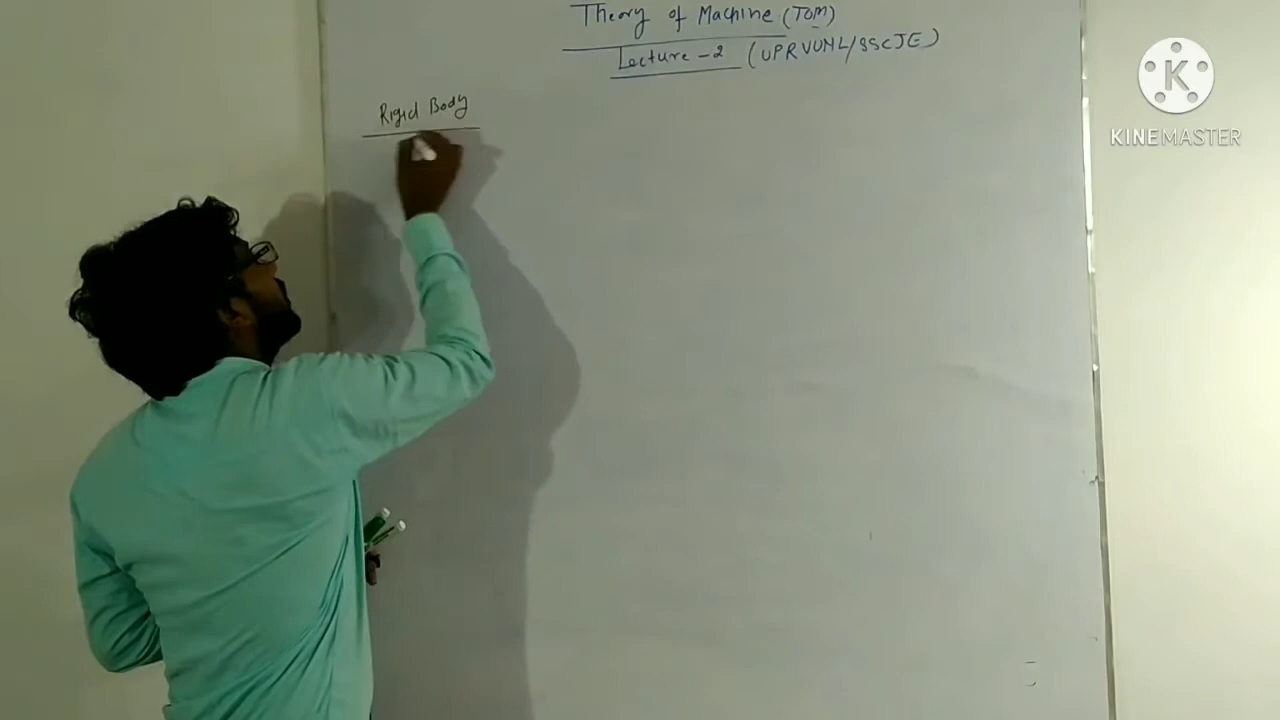 Theory of Machine (TOM)
Lecture - 2 (UPRVUNL/SSCJE)
Rigid Body
K
KINEMASTER